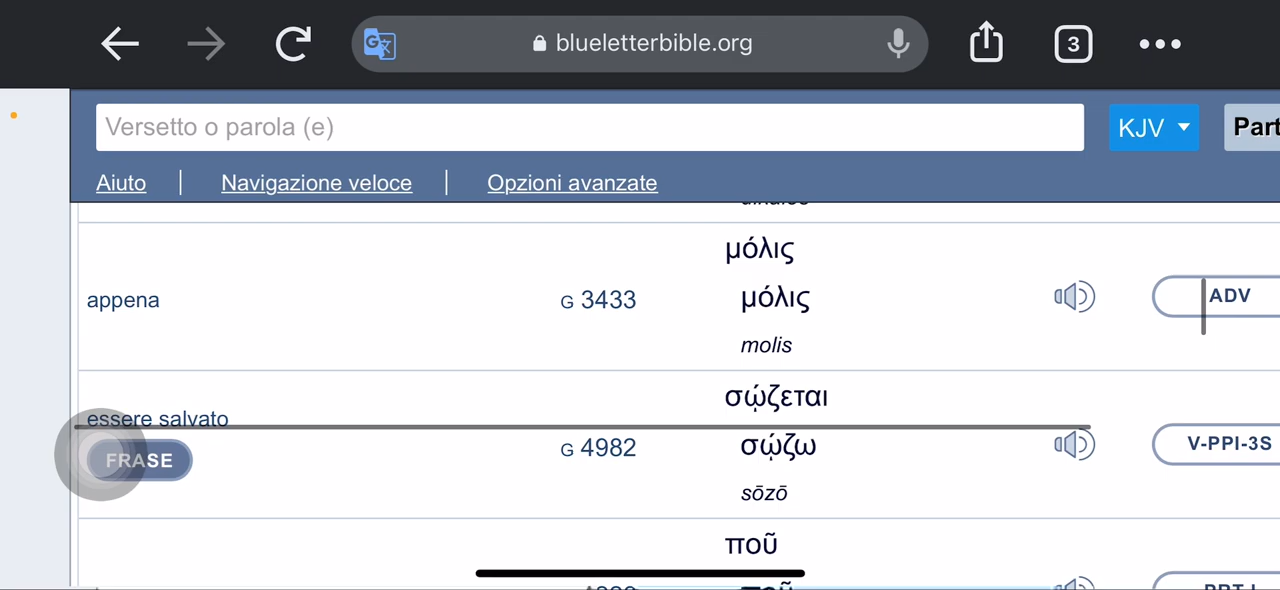 blueletterbible.org
3
Versetto o parola (e)
KJV
Part
Aiuto
Navigazione veloce
Opzioni avanzate
μόλις
appena
G 3433
μόλις
ADV
molis
σῴζεται
essere salvato
FRASE
G 4982
σῴζω
V-PPI-3S
sōzō
ποῦ
ποῦ